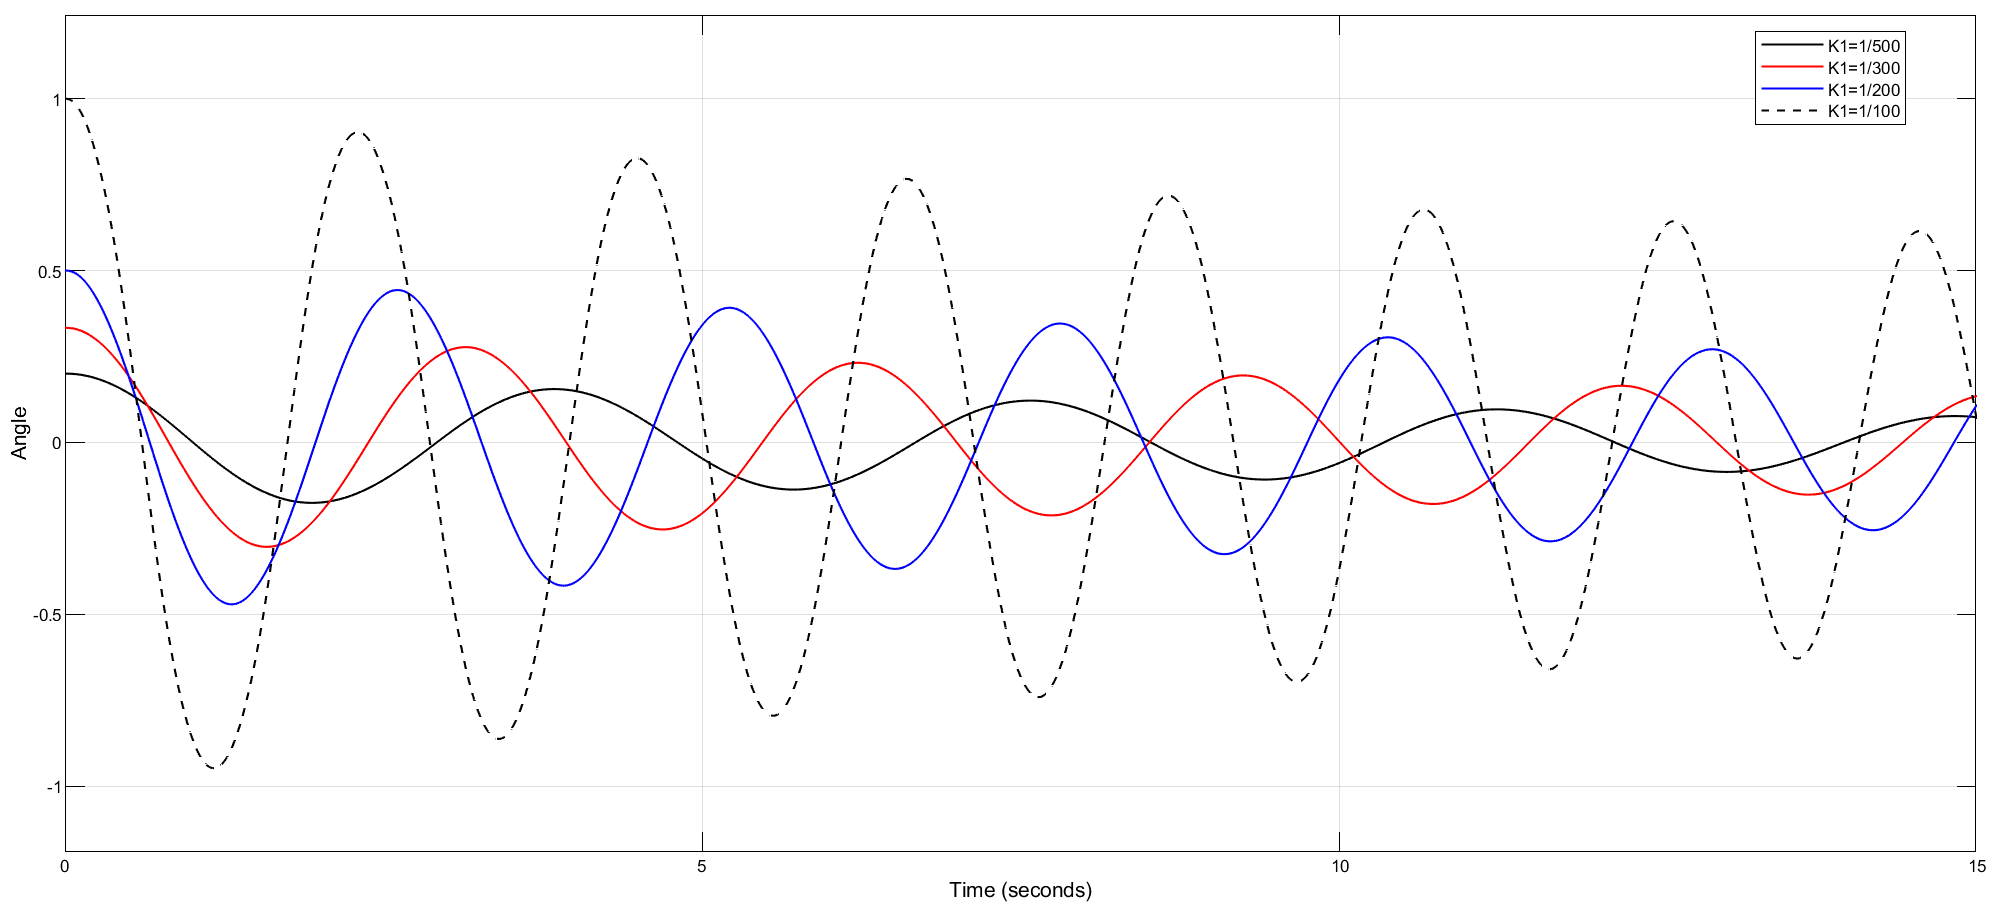 K1=1/500
K1=1/300
K1=1/200
K1=1/100
1
0.5
0
-0.5
-1
Angle
0 5 10 15
Time (seconds)